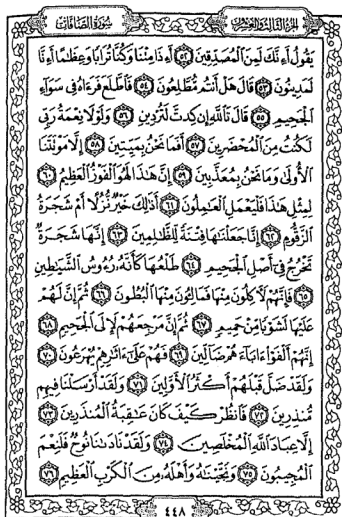 الجزء الثالث والعشرون سورة الصافات
يَقُولُ أَءِنَّكَ لَمِنَ ٱلْمُصَدِّقِينَ ٥٢ أَءِذَا مِتْنَا وَكُنَّا تُرَابًا وَعِظَٰمًا أَءِنَّا
لَمَدِينُونَ ٥٣ قَالَ هَلْ أَنتُم مُّطَّلِعُونَ ٥٤ فَٱطَّلَعَ فَرَءَاهُ فِى سَوَآءِ
ٱلْجَحِيمِ ٥٥ قَالَ تَٱللَّهِ إِن كِدتَّ لَتُرْدِينِ ٥٦ وَلَوْلَا نِعْمَةُ رَبِّى
لَكُنتُ مِنَ ٱلْمُحْضَرِينَ ٥٧ أَفَمَا نَحْنُ بِمَيِّتِينَ ٥٨ إِلَّا مَوْتَتَنَا
ٱلْأُولَىٰ وَمَا نَحْنُ بِمُعَذَّبِينَ ٥٩ إِنَّ هَٰذَا لَهُوَ ٱلْفَوْزُ ٱلْعَظِيمُ ٦٠
لِمِثْلِ هَٰذَا فَلْيَعْمَلِ ٱلْعَٰمِلُونَ ٦١ أَذَٰلِكَ خَيْرٌ نُّزُلًا أَمْ شَجَرَةُ
ٱلزَّقُّومِ ٦٢ إِنَّا جَعَلْنَٰهَا فِتْنَةً لِّلظَّٰلِمِينَ ٦٣ إِنَّهَا شَجَرَةٌ
تَخْرُجُ فِىٓ أَصْلِ ٱلْجَحِيمِ ٦٤ طَلْعُهَا كَأَنَّهُۥ رُءُوسُ ٱلشَّيَٰطِينِ
٦٥ فَإِنَّهُمْ لَءَاكِلُونَ مِنْهَا فَمَالِـُٔونَ مِنْهَا ٱلْبُطُونَ ٦٦ ثُمَّ إِنَّ لَهُمْ
عَلَيْهَا لَشَوْبًا مِّنْ حَمِيمٍ ٦٧ ثُمَّ إِنَّ مَرْجِعَهُمْ لَإِلَى ٱلْجَحِيمِ ٦٨
إِنَّهُمْ أَلْفَوْا۟ ءَابَآءَهُمْ ضَآلِّينَ ٦٩ فَهُمْ عَلَىٰٓ ءَاثَٰرِهِمْ يُهْرَعُونَ ٧٠
وَلَقَدْ ضَلَّ قَبْلَهُمْ أَكْثَرُ ٱلْأَوَّلِينَ ٧١ وَلَقَدْ أَرْسَلْنَا فِيهِم
مُّنذِرِينَ ٧٢ فَٱنظُرْ كَيْفَ كَانَ عَٰقِبَةُ ٱلْمُنذَرِينَ ٧٣
إِلَّا عِبَادَ ٱللَّهِ ٱلْمُخْلَصِينَ ٧٤ وَلَقَدْ نَادَىٰنَا نُوحٌ فَلَنِعْمَ
ٱلْمُجِيبُونَ ٧٥ وَنَجَّيْنَٰهُ وَأَهْلَهُۥ مِنَ ٱلْكَرْبِ ٱلْعَظِيمِ ٧٦
٤٤٨